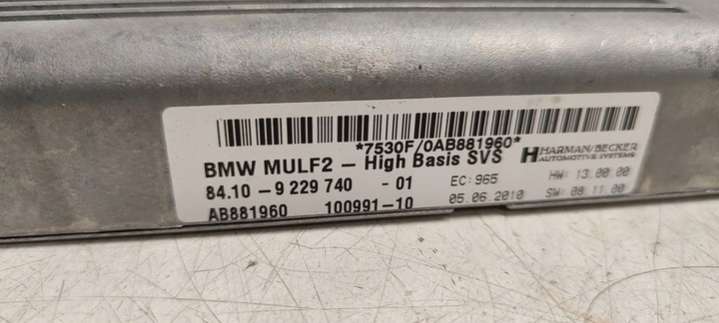 *7530F/0AB881960*
BMW MULF2 – High Basis SVS
HARMAN/BECKER
AUTOMOTIVE SYSTEMS
84.10 – 9 229 740 - 01
EC: 965
HW: 13.00.00
AB881960 100991-10
05.06.2010
SW: 08.11.00